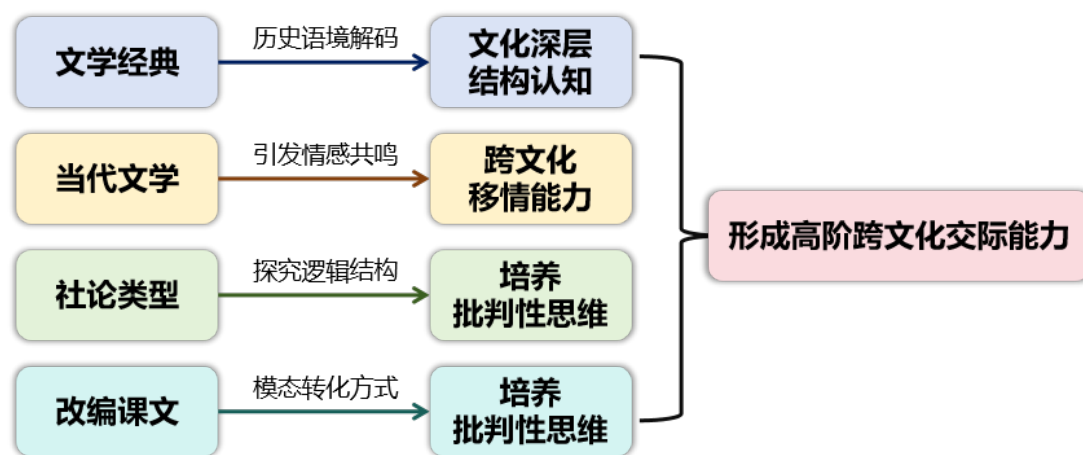 文学经典
历史语境解码
文化深层
结构认知
当代文学
引发情感共鸣
跨文化
移情能力
社论类型
探究逻辑结构
培养
批判性思维
改编课文
模态转化方式
培养
批判性思维
形成高阶跨文化交际能力